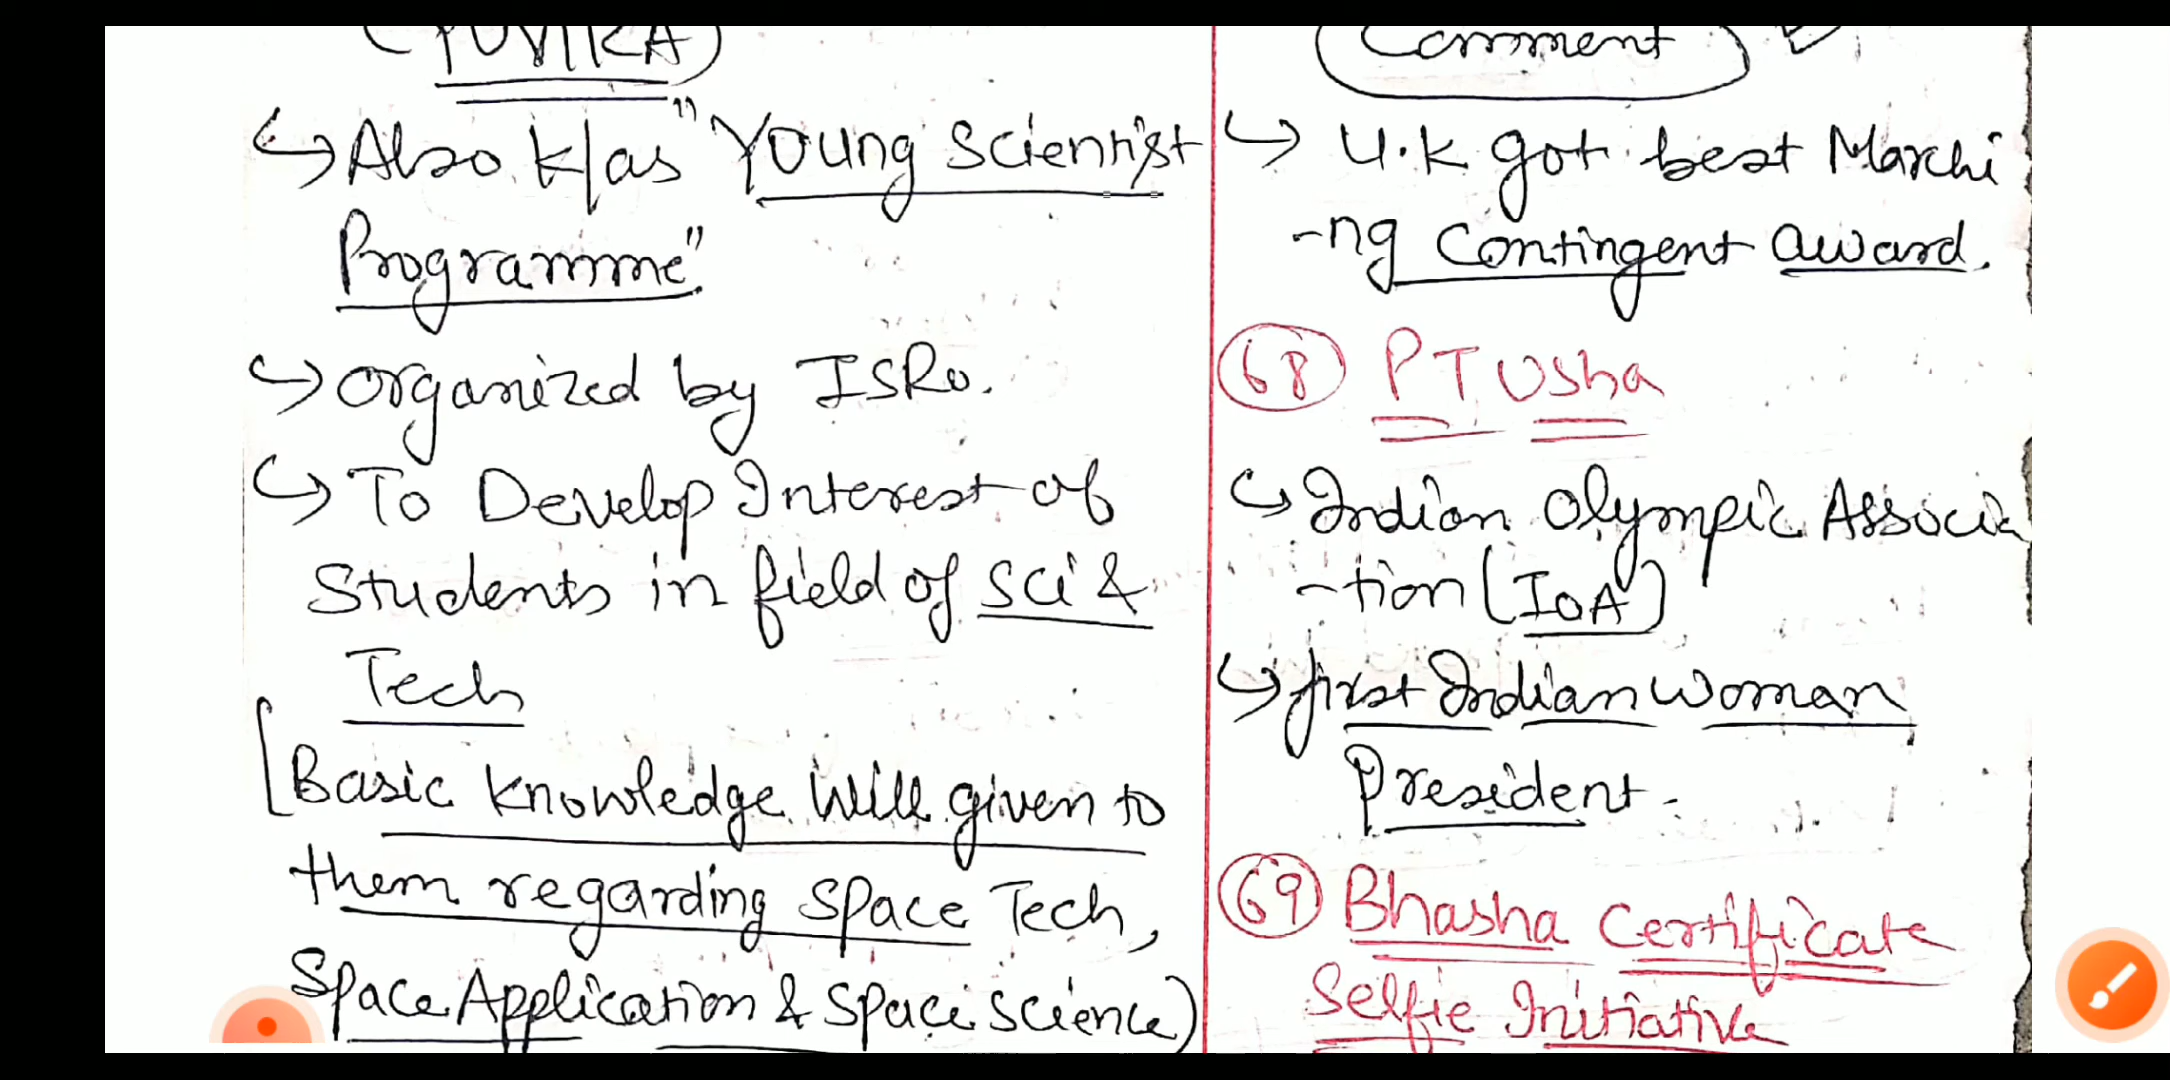 (YUVIKA)
↪ Also k/as "Young Scientist
Programme"
↪ Organized by ISRO.
↪ To Develop Interest of
Students in field of Sci &
Tech
[Basic knowledge will given to
them regarding Space Tech,
Space Application & Space Science)
Comment
↪ U.K got best Marchi
-ng Contingent award.
68 PT Usha
↪ Indian Olympic Associa
-tion (IOA)
↪ first Indian woman
President.
69 Bhasha Certificate
Selfie Initiative